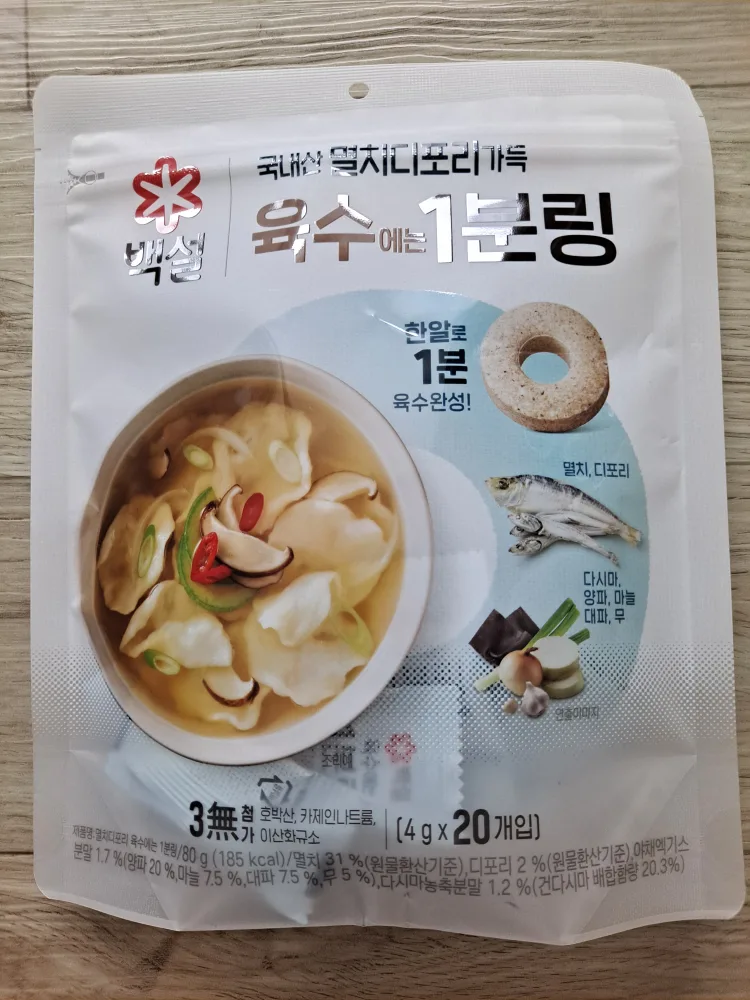 국내산 멸치디포리가득
백설
육수에는1분링
한알로
1분
육수완성!
멸치, 디포리
다시마,
양파, 마늘
대파, 무
연출이미지
3無 첨가 호박산, 카제인나트륨,
이산화규소
(4 g x 20개입)
제품명: 멸치디포리 육수에는 1분링/80 g (185 kcal)/멸치 31 %(원물환산기준),디포리 2 %(원물환산기준),야채엑기스
분말 1.7 %(양파 20 %,마늘 7.5 %,대파 7.5 %,무 5 %),다시마농축분말 1.2 %(건다시마 배합함량 20.3%)